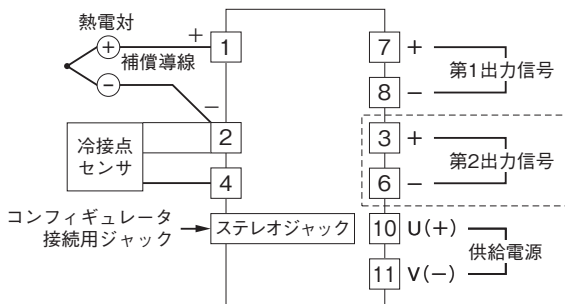 熱電対
+
+
補償導線
−
−
1
2
4
冷接点
センサ
コンフィギュレータ
接続用ジャック
ステレオジャック
7 +
8 −
第1出力信号
3 +
6 −
第2出力信号
10 U(+)
11 V(−)
供給電源